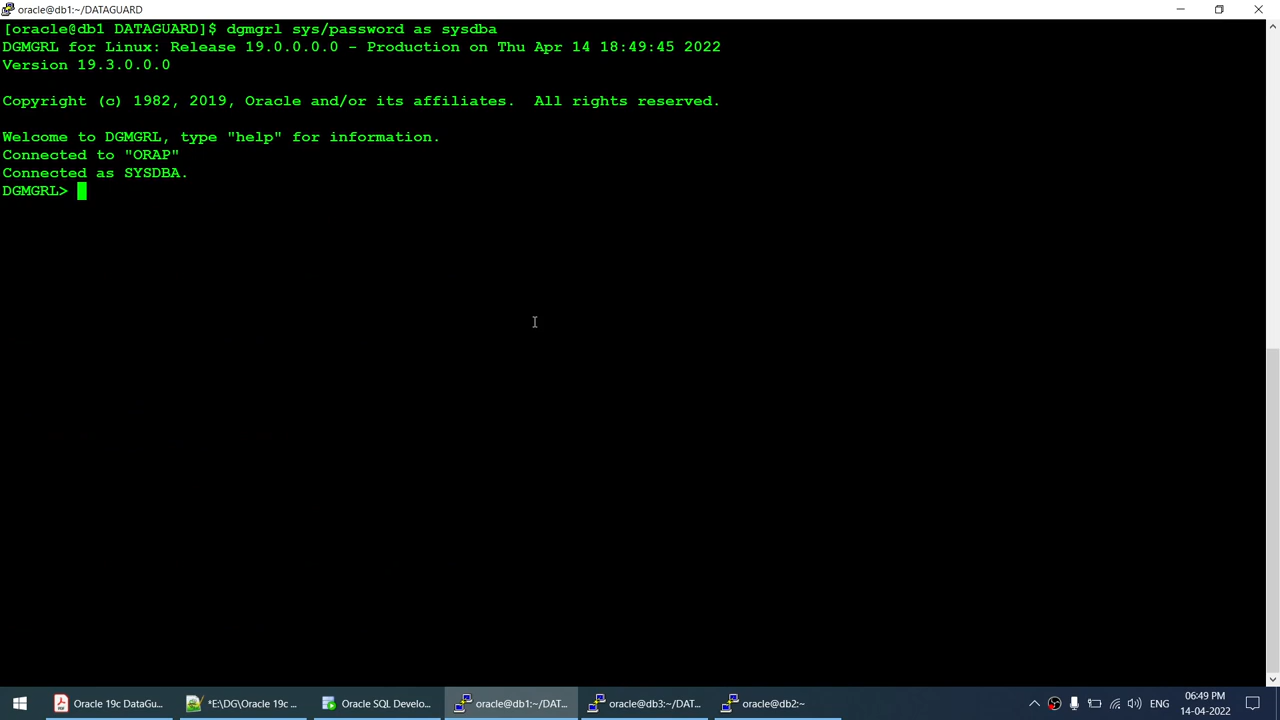 oracle@db1:~/DATAGUARD
[oracle@db1 DATAGUARD]$ dgmgrl sys/password as sysdba
DGMGRL for Linux: Release 19.0.0.0.0 - Production on Thu Apr 14 18:49:45 2022
Version 19.3.0.0.0
Copyright (c) 1982, 2019, Oracle and/or its affiliates.  All rights reserved.
Welcome to DGMGRL, type "help" for information.
Connected to "ORAP"
Connected as SYSDBA.
DGMGRL>
Oracle 19c DataGu... *E:\DG\Oracle 19c ... Oracle SQL Develo... oracle@db1:~/DAT... oracle@db3:~/DAT... oracle@db2:~ ENG 06:49 PM
14-04-2022